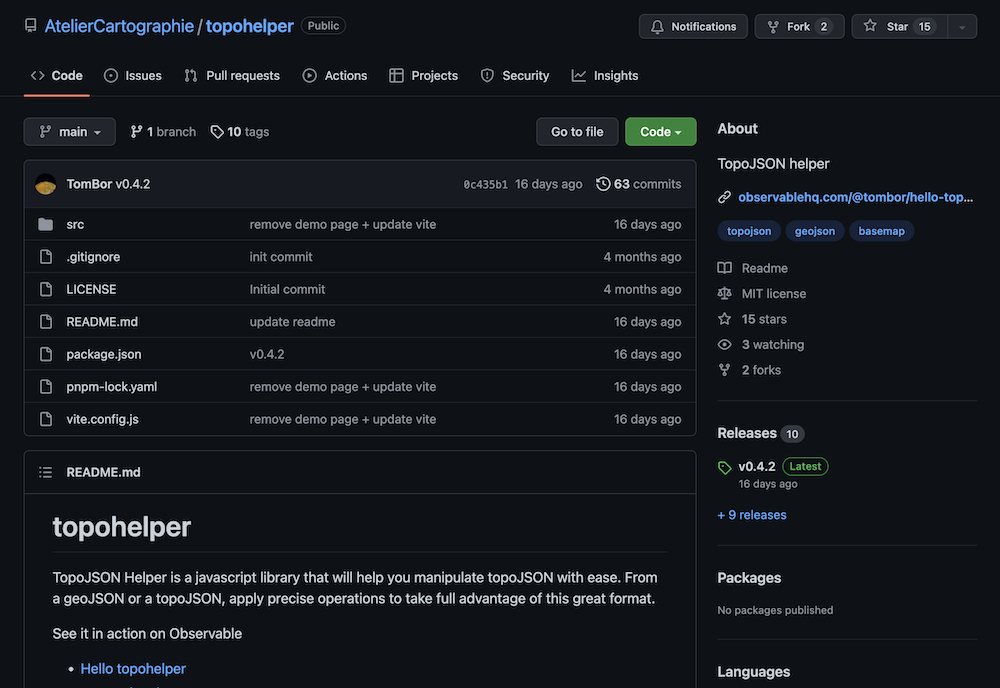 AtelierCartographie / topohelper Public
Notifications Fork 2 Star 15
Code Issues Pull requests Actions Projects Security Insights
main 1 branch 10 tags Go to file Code
TomBor v0.4.2 0c435b1 16 days ago 63 commits
src remove demo page + update vite 16 days ago
.gitignore init commit 4 months ago
LICENSE Initial commit 4 months ago
README.md update readme 16 days ago
package.json v0.4.2 16 days ago
pnpm-lock.yaml remove demo page + update vite 16 days ago
vite.config.js remove demo page + update vite 16 days ago
README.md
topohelper
TopoJSON Helper is a javascript library that will help you manipulate topoJSON with ease. From
a geoJSON or a topoJSON, apply precise operations to take full advantage of this great format.
See it in action on Observable
• Hello topohelper
About
TopoJSON helper
observablehq.com/@tombor/hello-top...
topojson geojson basemap
Readme
MIT license
15 stars
3 watching
2 forks
Releases 10
v0.4.2 Latest
16 days ago
+ 9 releases
Packages
No packages published
Languages